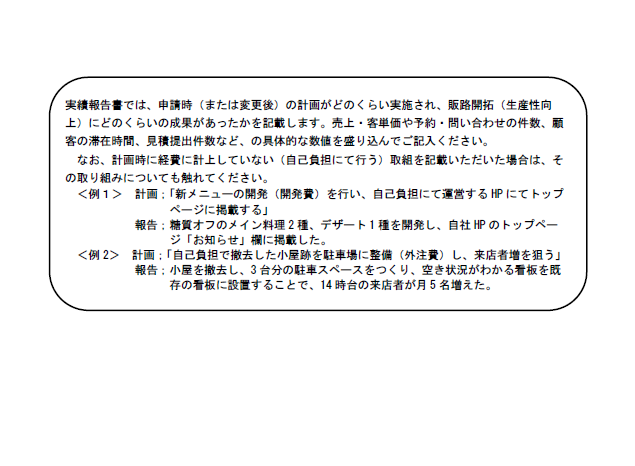 実績報告書では、申請時（または変更後）の計画がどのくらい実施され、販路開拓（生産性向
上）にどのくらいの成果があったかを記載します。売上・客単価や予約・問い合わせの件数、顧
客の滞在時間、見積提出件数など、の具体的な数値を盛り込んでご記入ください。
なお、計画時に経費に計上していない（自己負担にて行う）取組を記載いただいた場合は、そ
の取り組みについても触れてください。
＜例１＞　計画；「新メニューの開発（開発費）を行い、自己負担にて運営する HP にてトップ
ページに掲載する」
報告；糖質オフのメイン料理 2 種、デザート 1 種を開発し、自社 HP のトップペー
ジ「お知らせ」欄に掲載した。
＜例 2＞　計画；「自己負担で撤去した小屋跡を駐車場に整備（外注費）し、来店者増を狙う」
報告；小屋を撤去し、3 台分の駐車スペースをつくり、空き状況がわかる看板を既
存の看板に設置することで、14 時台の来店者が月 5 名増えた。